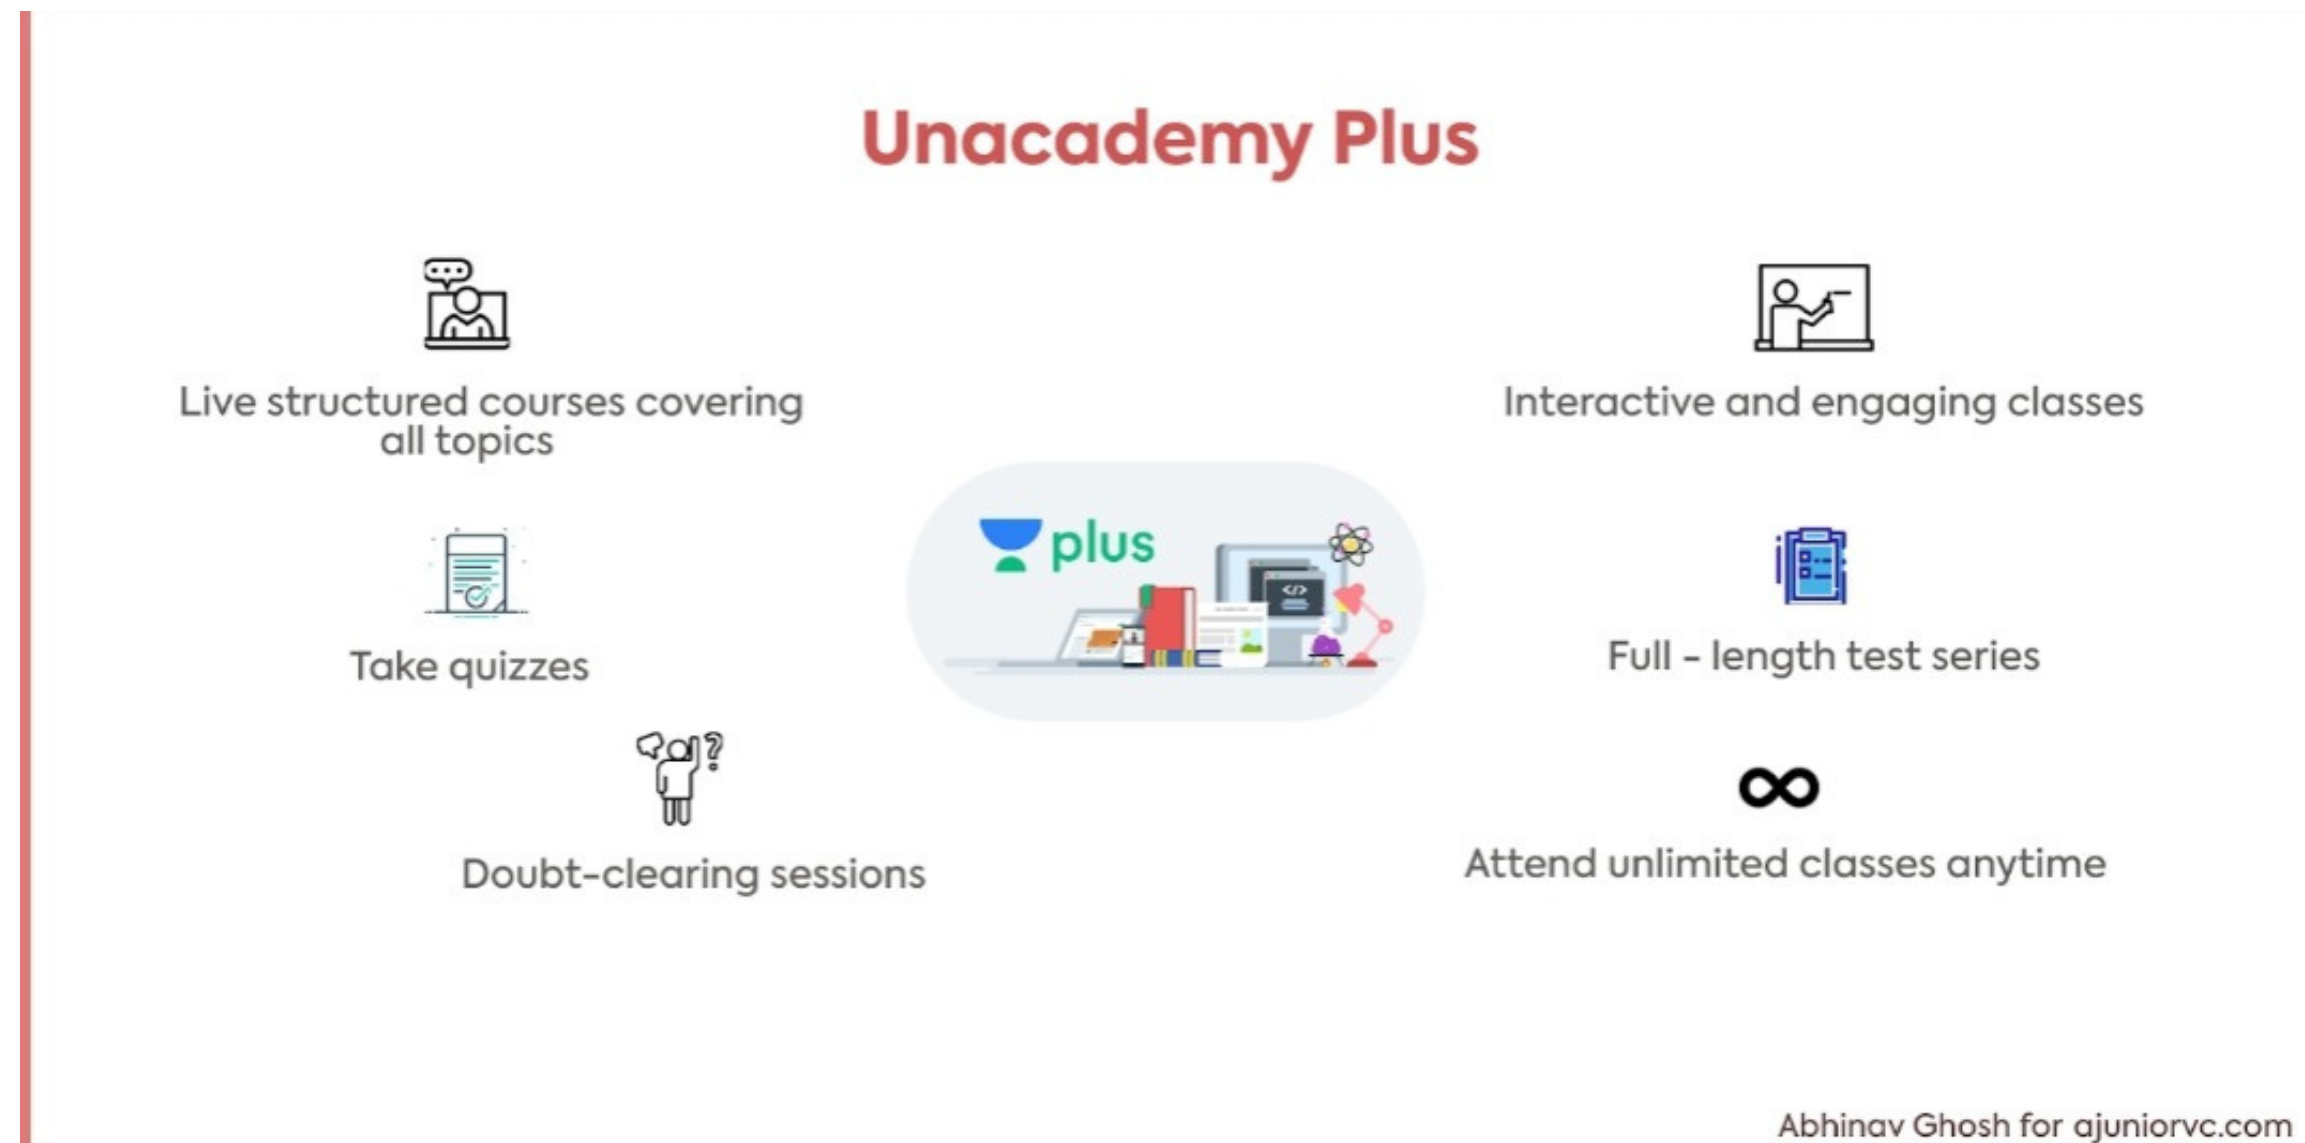 Unacademy Plus
Live structured courses covering
all topics
Interactive and engaging classes
plus
Take quizzes
Full - length test series
Doubt-clearing sessions
Attend unlimited classes anytime
Abhinav Ghosh for ajuniorvc.com